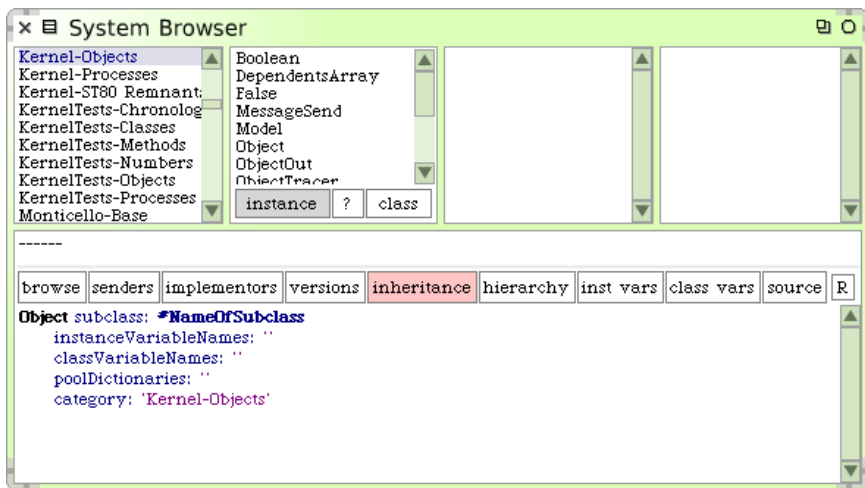 System Browser
Kernel-Objects
Kernel-Processes
Kernel-ST80 Remnant
KernelTests-Chronolog
KernelTests-Classes
KernelTests-Methods
KernelTests-Numbers
KernelTests-Objects
KernelTests-Processes
Monticello-Base
Boolean
DependentsArray
False
MessageSend
Model
Object
ObjectOut
ObjectTracer
instance ? class
------
browse senders implementors versions inheritance hierarchy inst vars class vars source R
Object subclass: #NameOfSubclass
instanceVariableNames: ''
classVariableNames: ''
poolDictionaries: ''
category: 'Kernel-Objects'